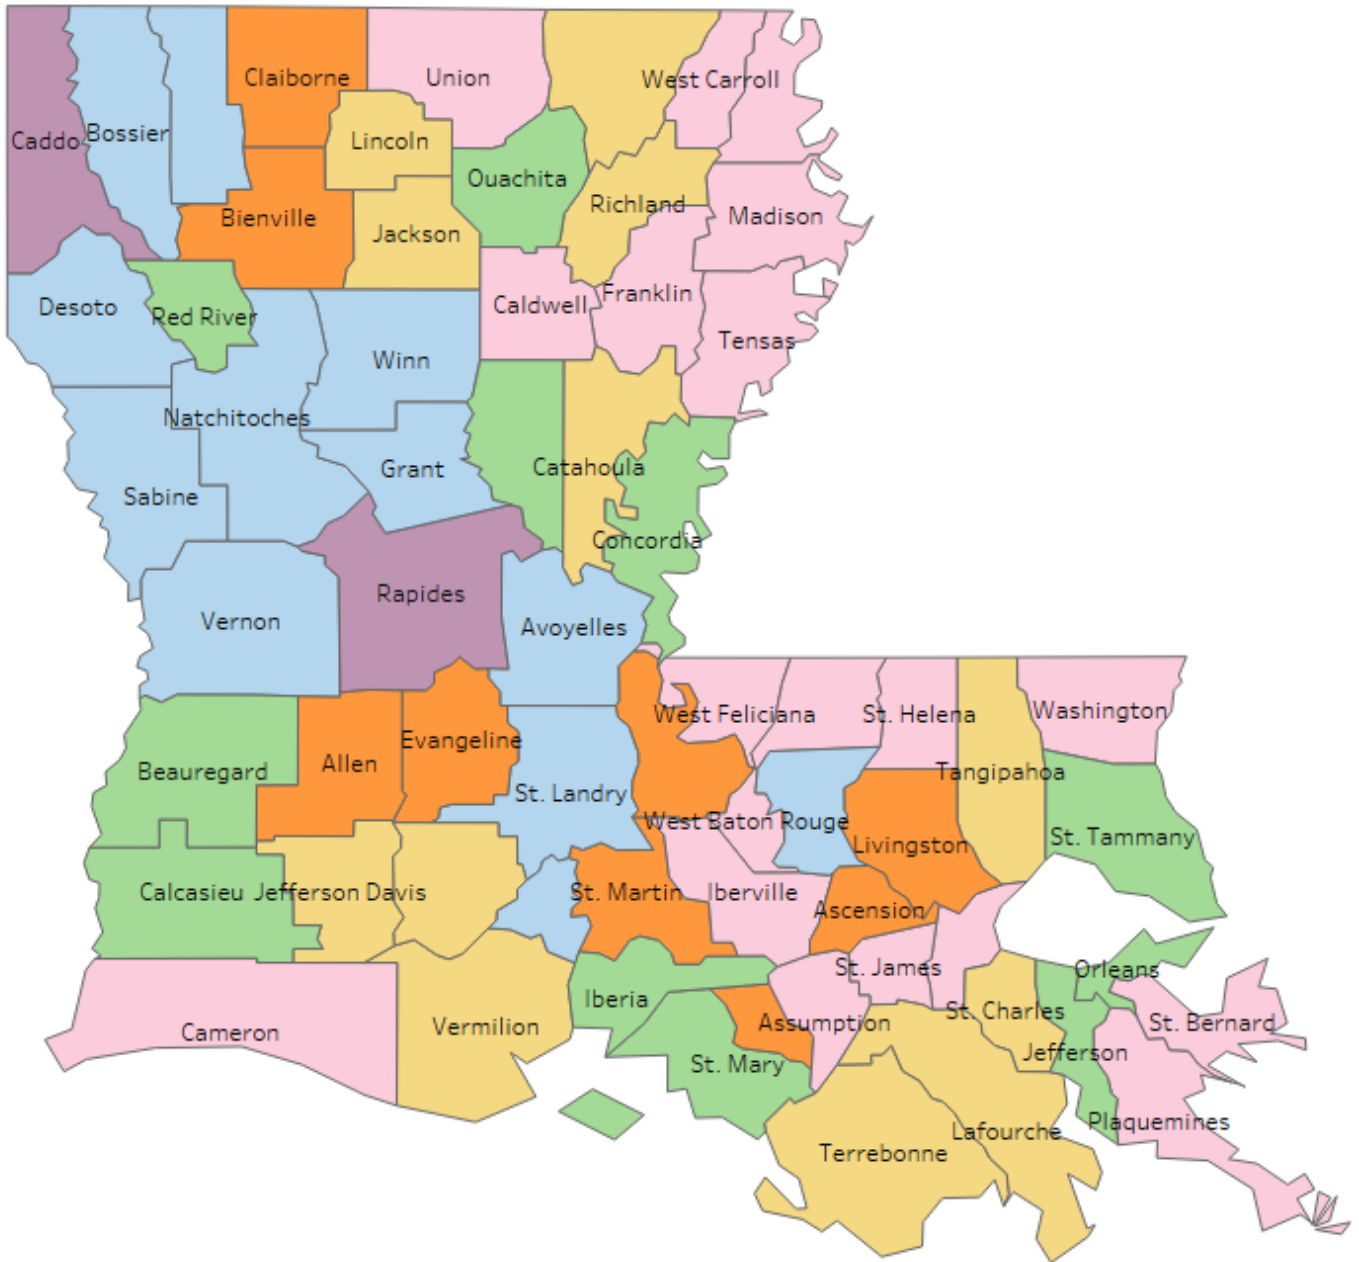 Claiborne
Union
West Carroll
Caddo
Bossier
Lincoln
Ouachita
Richland
Madison
Bienville
Jackson
Desoto
Red River
Caldwell
Franklin
Tensas
Winn
Natchitoches
Grant
Catahoula
Sabine
Concordia
Rapides
Vernon
Avoyelles
West Feliciana
St. Helena
Washington
Evangeline
Allen
Beauregard
Tangipahoa
St. Landry
West Baton Rouge
Livingston
St. Tammany
Calcasieu
Jefferson Davis
St. Martin
Iberville
Ascension
St. James
Orleans
Iberia
St. Charles
Cameron
Vermilion
Assumption
St. Bernard
Jefferson
St. Mary
Plaquemines
Lafourche
Terrebonne